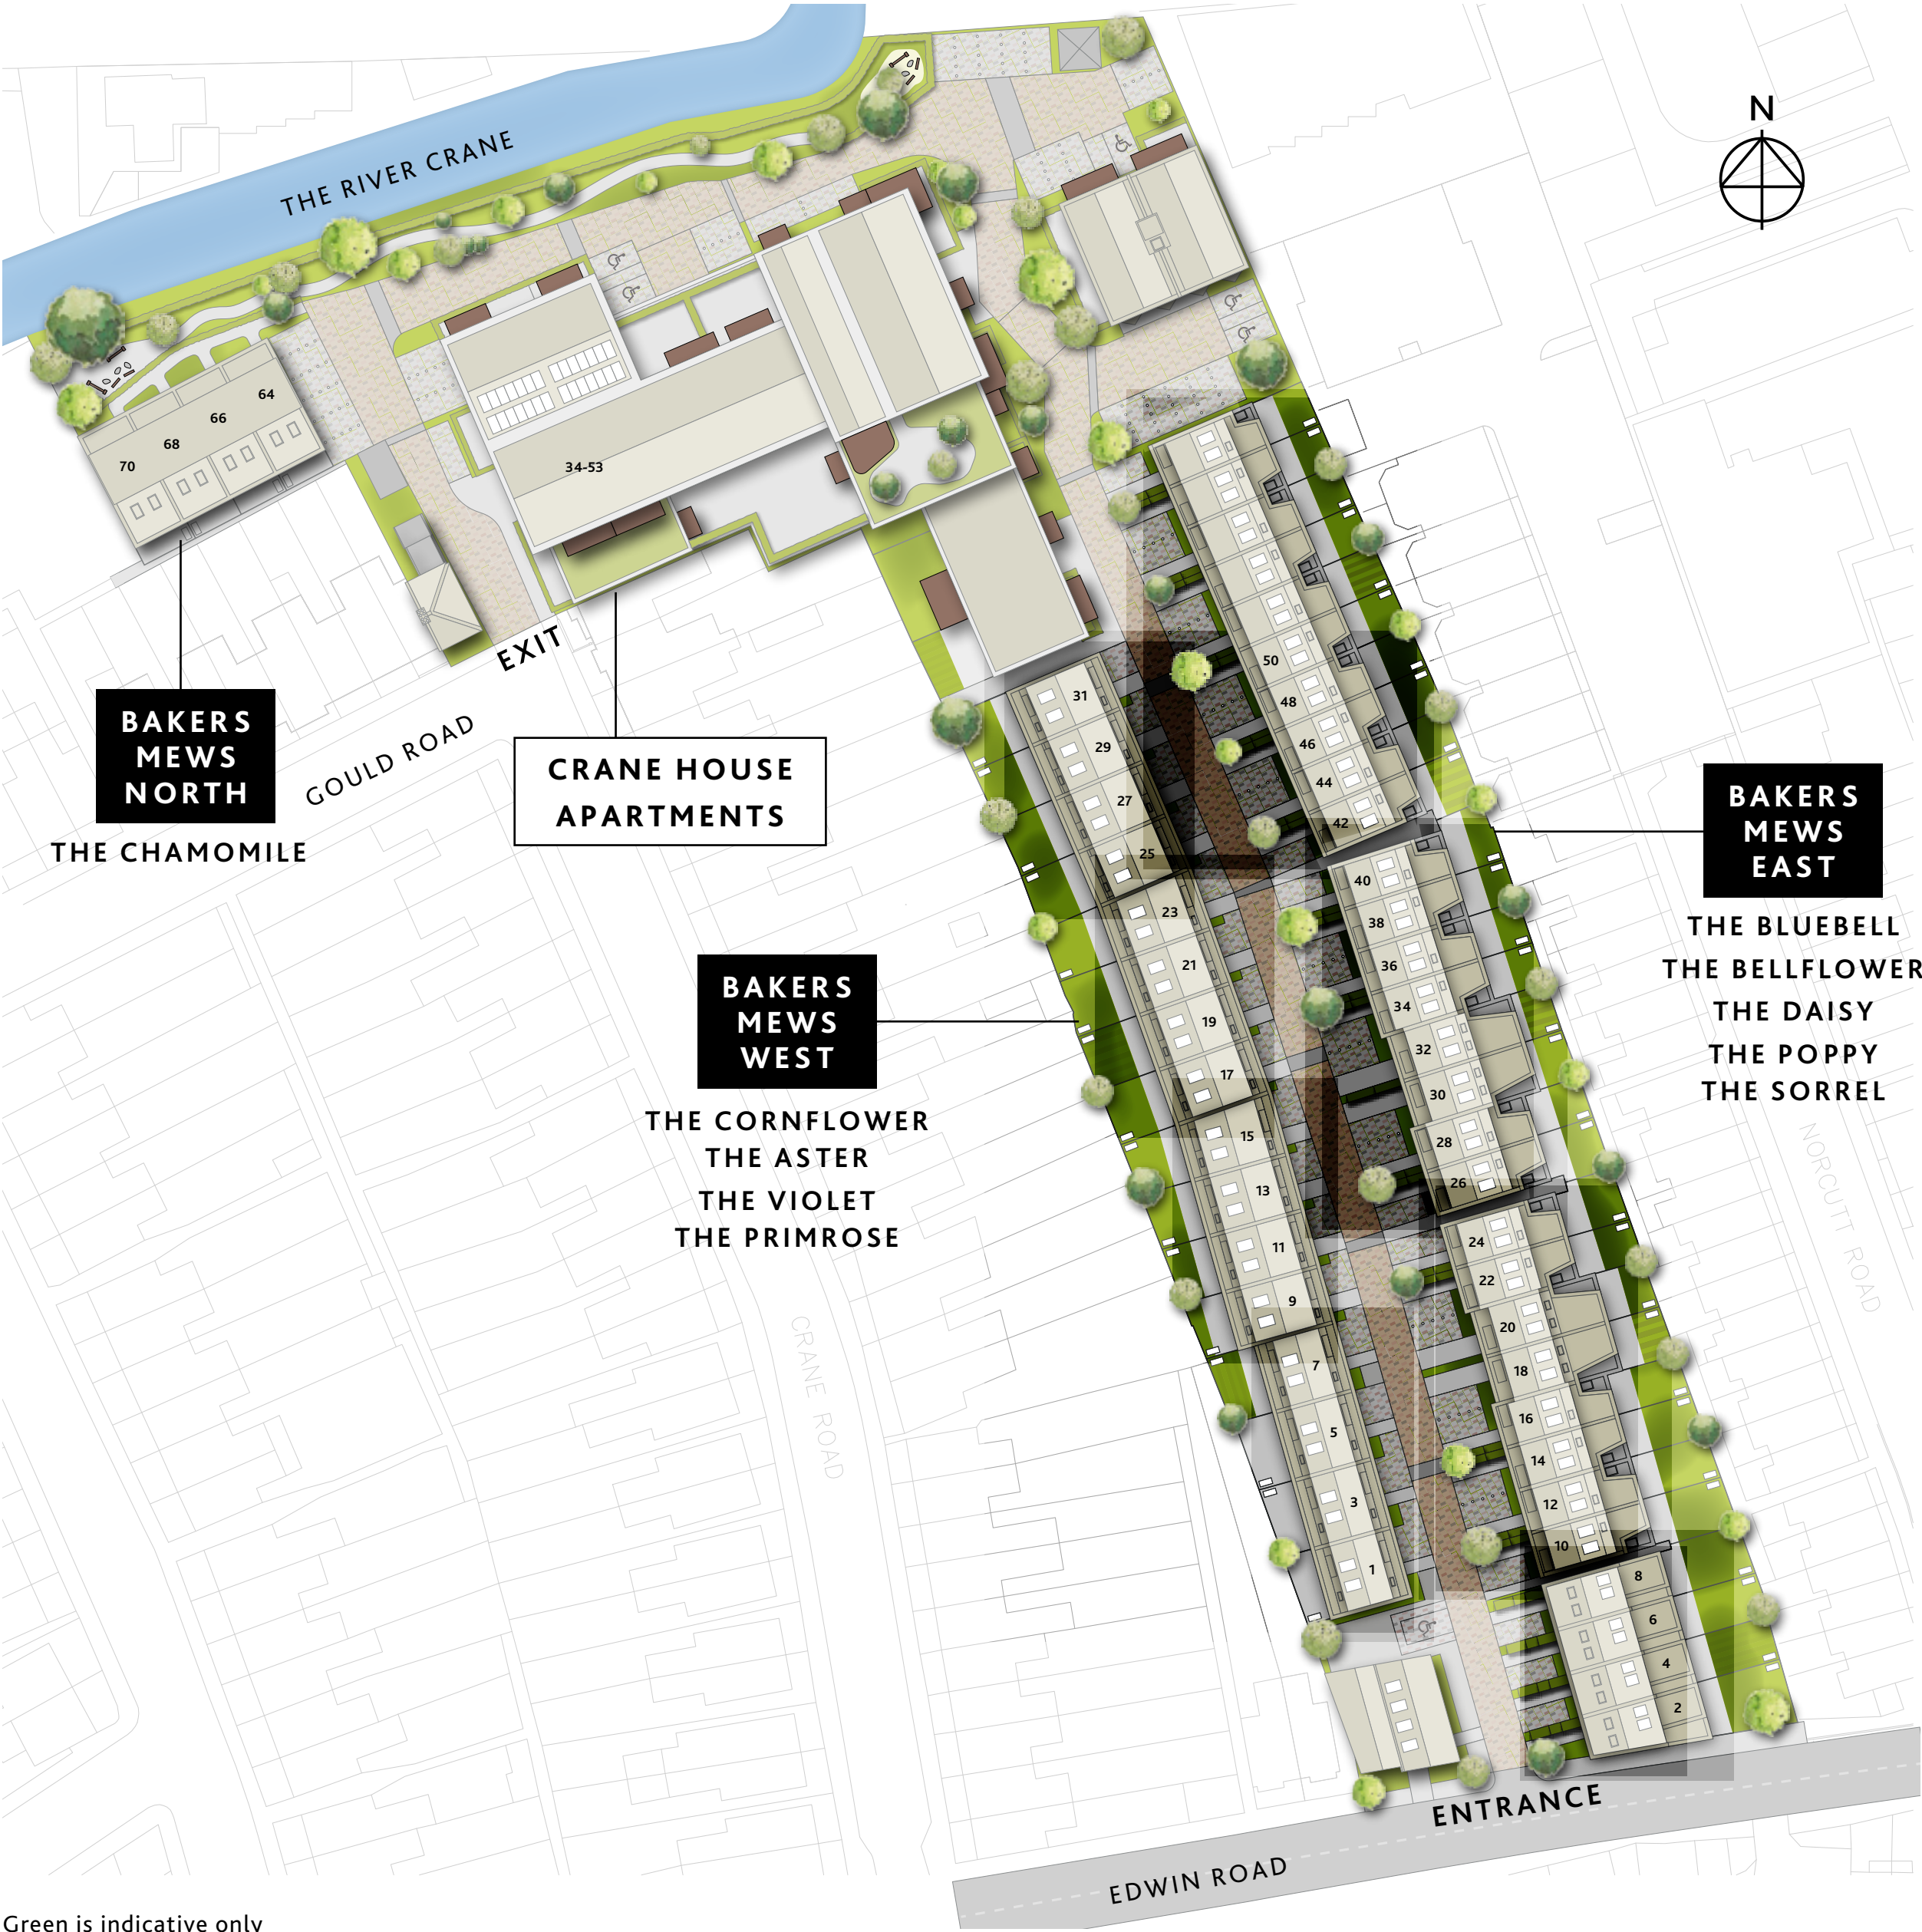 N
THE RIVER CRANE
64
66
68
70
34-53
EXIT
GOULD ROAD
BAKERS
MEWS
NORTH
THE CHAMOMILE
CRANE HOUSE
APARTMENTS
BAKERS
MEWS
WEST
THE CORNFLOWER
THE ASTER
THE VIOLET
THE PRIMROSE
BAKERS
MEWS
EAST
THE BLUEBELL
THE BELLFLOWER
THE DAISY
THE POPPY
THE SORREL
31
29
27
25
23
21
19
17
15
13
11
9
7
5
3
1
50
48
46
44
42
40
38
36
34
32
30
28
26
24
22
20
18
16
14
12
10
8
6
4
2
NORCUTT ROAD
CRANE ROAD
ENTRANCE
EDWIN ROAD
Green is indicative only